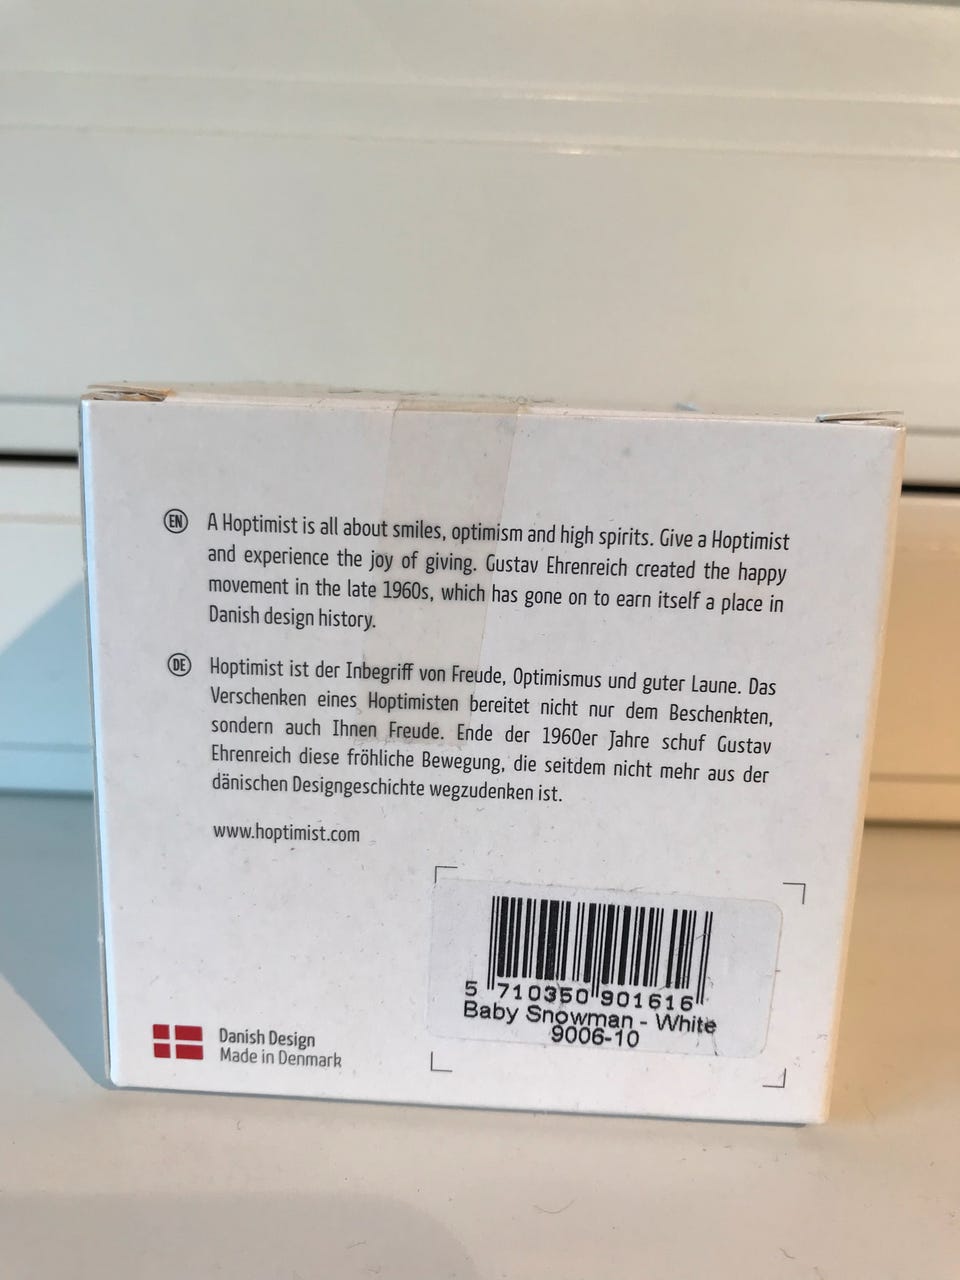 EN A Hoptimist is all about smiles, optimism and high spirits. Give a Hoptimist
and experience the joy of giving. Gustav Ehrenreich created the happy
movement in the late 1960s, which has gone on to earn itself a place in
Danish design history.
DE Hoptimist ist der Inbegriff von Freude, Optimismus und guter Laune. Das
Verschenken eines Hoptimisten bereitet nicht nur dem Beschenkten,
sondern auch Ihnen Freude. Ende der 1960er Jahre schuf Gustav
Ehrenreich diese fröhliche Bewegung, die seitdem nicht mehr aus der
dänischen Designgeschichte wegzudenken ist.
www.hoptimist.com
5 710350 901616
Baby Snowman - White
9006-10
Danish Design
Made in Denmark